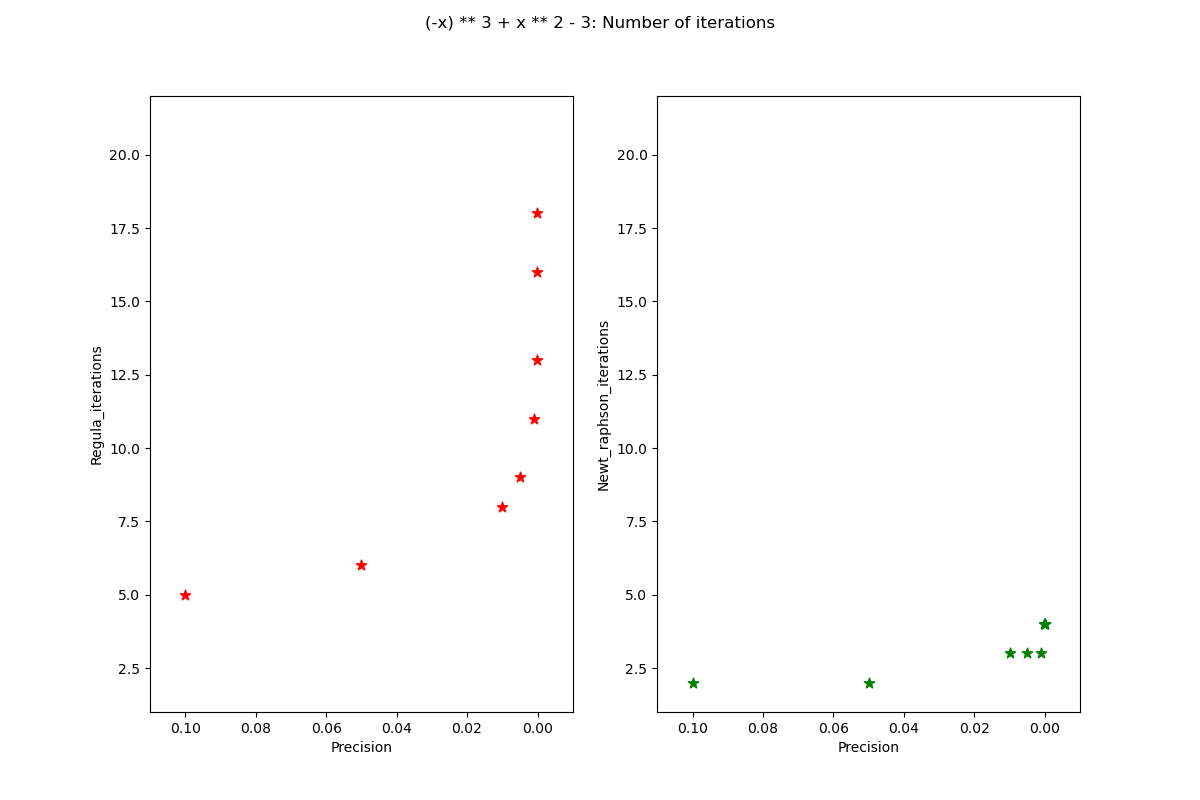 (-x) ** 3 + x ** 2 - 3: Number of iterations
20.0
17.5
15.0
12.5
10.0
7.5
5.0
2.5
Regula_iterations
0.10 0.08 0.06 0.04 0.02 0.00
Precision
20.0
17.5
15.0
12.5
10.0
7.5
5.0
2.5
Newt_raphson_iterations
0.10 0.08 0.06 0.04 0.02 0.00
Precision